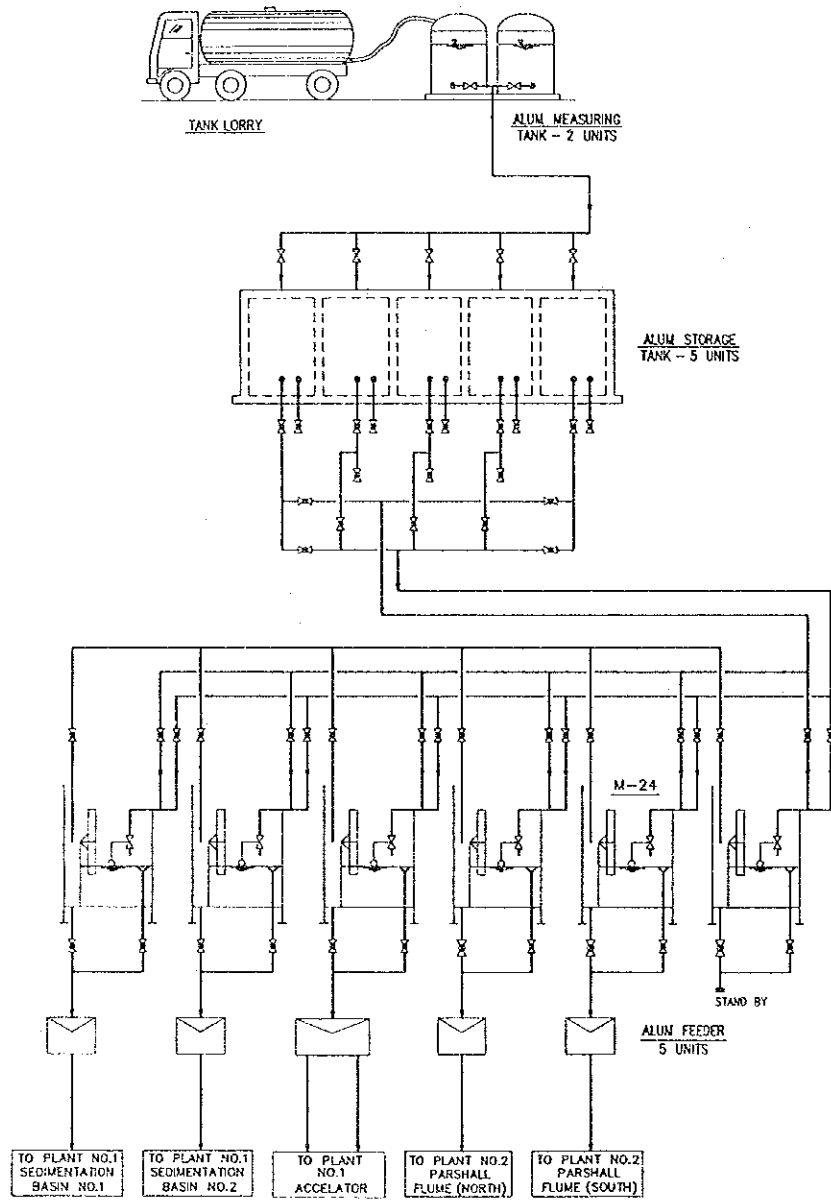 TANK LORRY
ALUM MEASURING
TANK - 2 UNITS
ALUM STORAGE
TANK - 5 UNITS
M-24
STAND BY
ALUM FEEDER
5 UNITS
TO PLANT NO.1
SEDIMENTATION
BASIN NO.1
TO PLANT NO.1
SEDIMENTATION
BASIN NO.2
TO PLANT
NO.1
ACCELATOR
TO PLANT NO.2
PARSHALL
FLUME (NORTH)
TO PLANT NO.2
PARSHALL
FLUME (SOUTH)